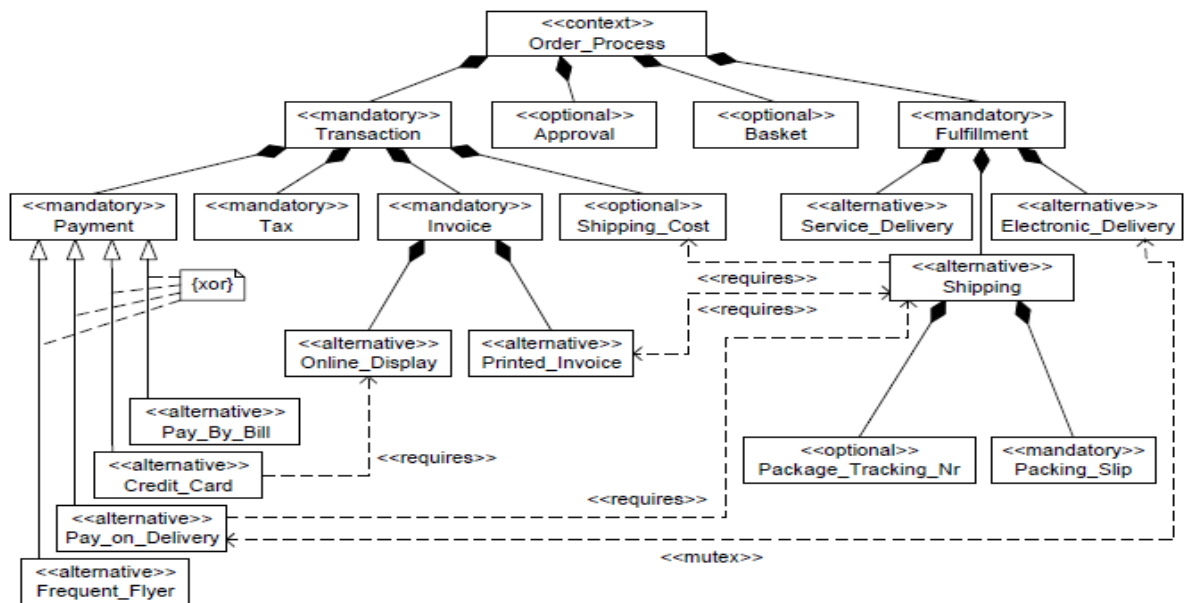 <<context>>
Order_Process
<<mandatory>>
Transaction
<<optional>>
Approval
<<optional>>
Basket
<<mandatory>>
Fulfillment
<<mandatory>>
Payment
<<mandatory>>
Tax
<<mandatory>>
Invoice
<<optional>>
Shipping_Cost
<<alternative>>
Service_Delivery
<<alternative>>
Electronic_Delivery
{xor}
<<requires>>
<<alternative>>
Shipping
<<requires>>
<<alternative>>
Online_Display
<<alternative>>
Printed_Invoice
<<alternative>>
Pay_By_Bill
<<alternative>>
Credit_Card
<<requires>>
<<optional>>
Package_Tracking_Nr
<<mandatory>>
Packing_Slip
<<requires>>
<<alternative>>
Pay_on_Delivery
<<mutex>>
<<alternative>>
Frequent_Flyer